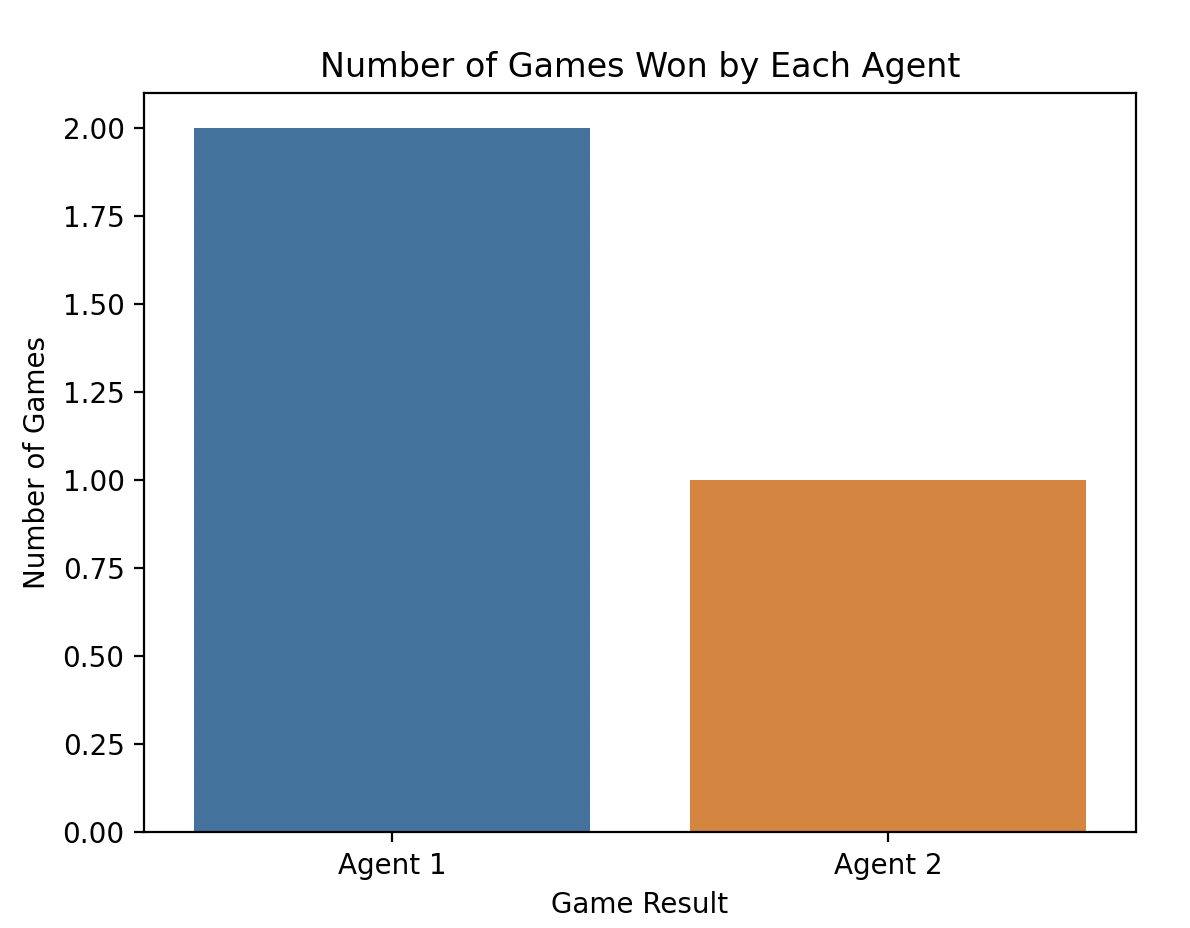 Number of Games Won by Each Agent
2.00
1.75
1.50
1.25
1.00
0.75
0.50
0.25
0.00
Number of Games
Agent 1
Agent 2
Game Result